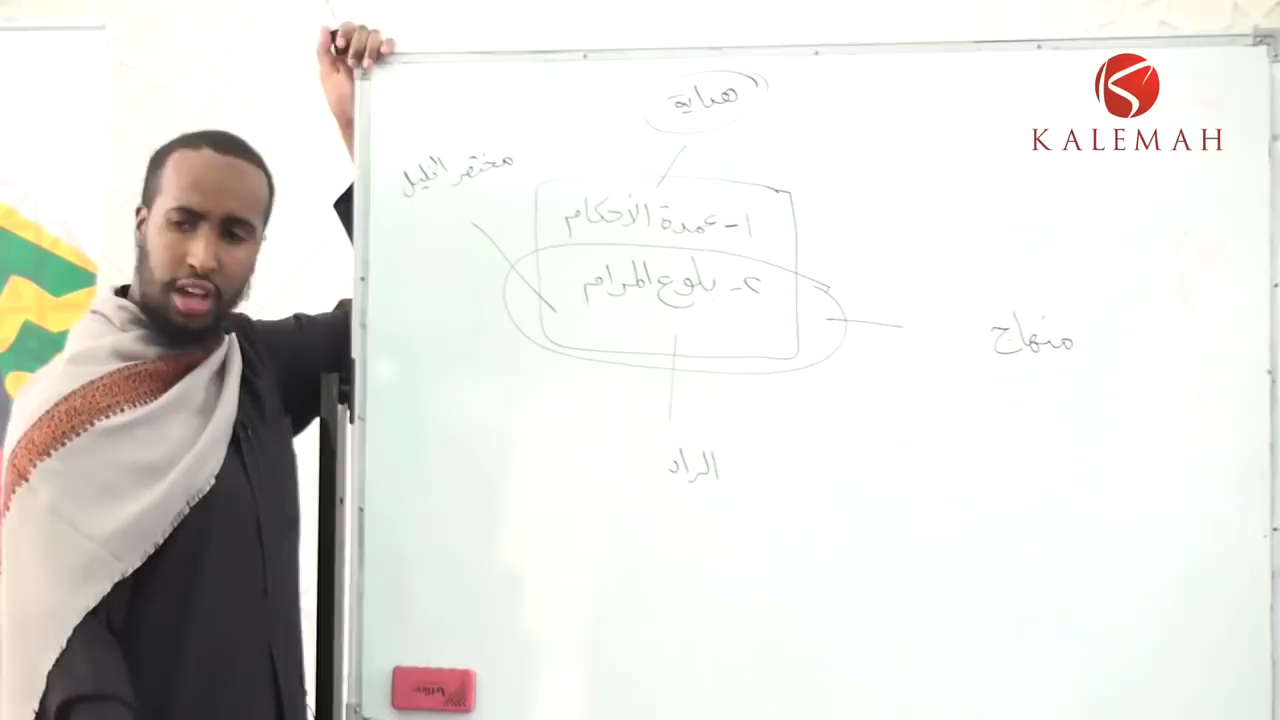 KALEMAH
هداية
مختصر الخليل
١- عمدة الأحكام
٢- بلوغ المرام
منهاج
الراد